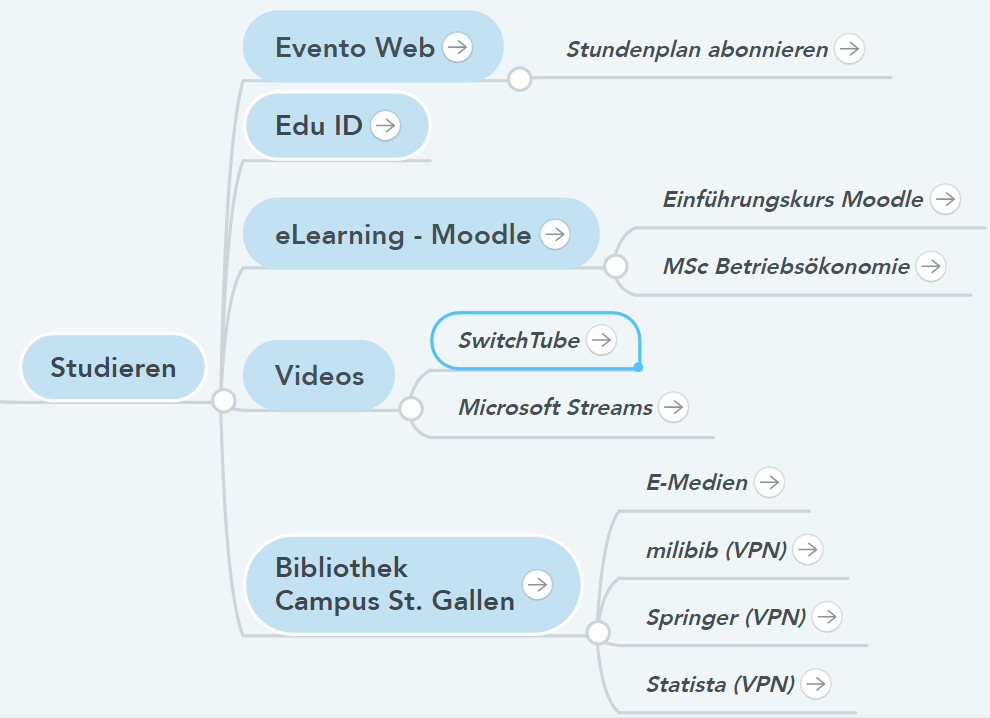 Evento Web
Stundenplan abonnieren
Edu ID
eLearning - Moodle
Einführungskurs Moodle
MSc Betriebsökonomie
Studieren
Videos
SwitchTube
Microsoft Streams
Bibliothek
Campus St. Gallen
E-Medien
milibib (VPN)
Springer (VPN)
Statista (VPN)